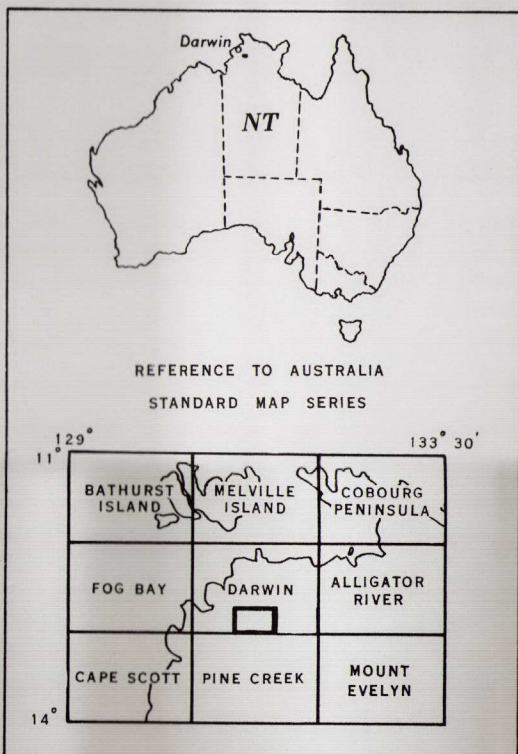 Darwin
NT
REFERENCE TO AUSTRALIA
STANDARD MAP SERIES
129°
133° 30'
11°
BATHURST ISLAND
MELVILLE ISLAND
COBOURG PENINSULA
FOG BAY
DARWIN
ALLIGATOR RIVER
CAPE SCOTT
PINE CREEK
MOUNT EVELYN
14°